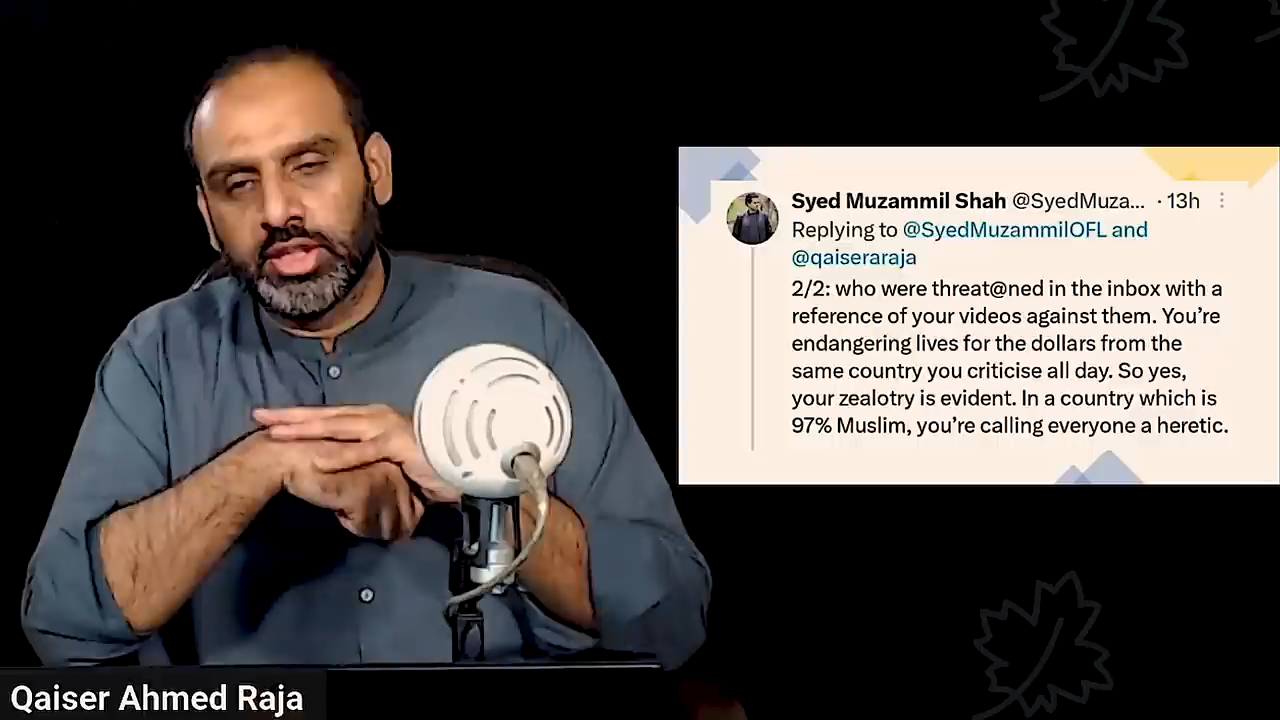 Syed Muzammil Shah @SyedMuza... · 13h
Replying to @SyedMuzammilOFL and
@qaiseraraja
2/2: who were threat@ned in the inbox with a
reference of your videos against them. You’re
endangering lives for the dollars from the
same country you criticise all day. So yes,
your zealotry is evident. In a country which is
97% Muslim, you’re calling everyone a heretic.
Qaiser Ahmed Raja